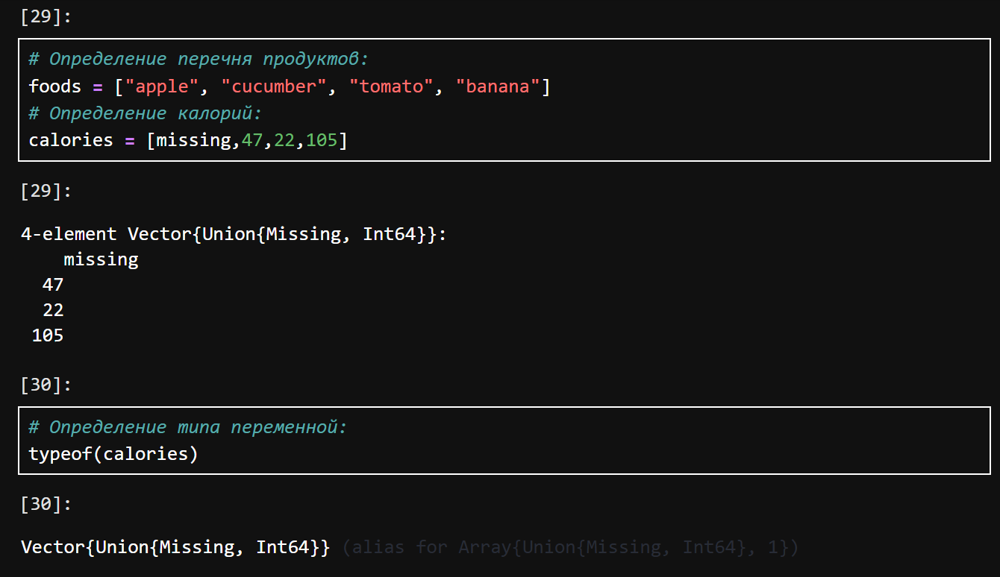 [29]:
# Определение перечня продуктов:
foods = ["apple", "cucumber", "tomato", "banana"]
# Определение калорий:
calories = [missing,47,22,105]
[29]:
4-element Vector{Union{Missing, Int64}}:
    missing
  47
  22
 105
[30]:
# Определение типа переменной:
typeof(calories)
[30]:
Vector{Union{Missing, Int64}} (alias for Array{Union{Missing, Int64}, 1})